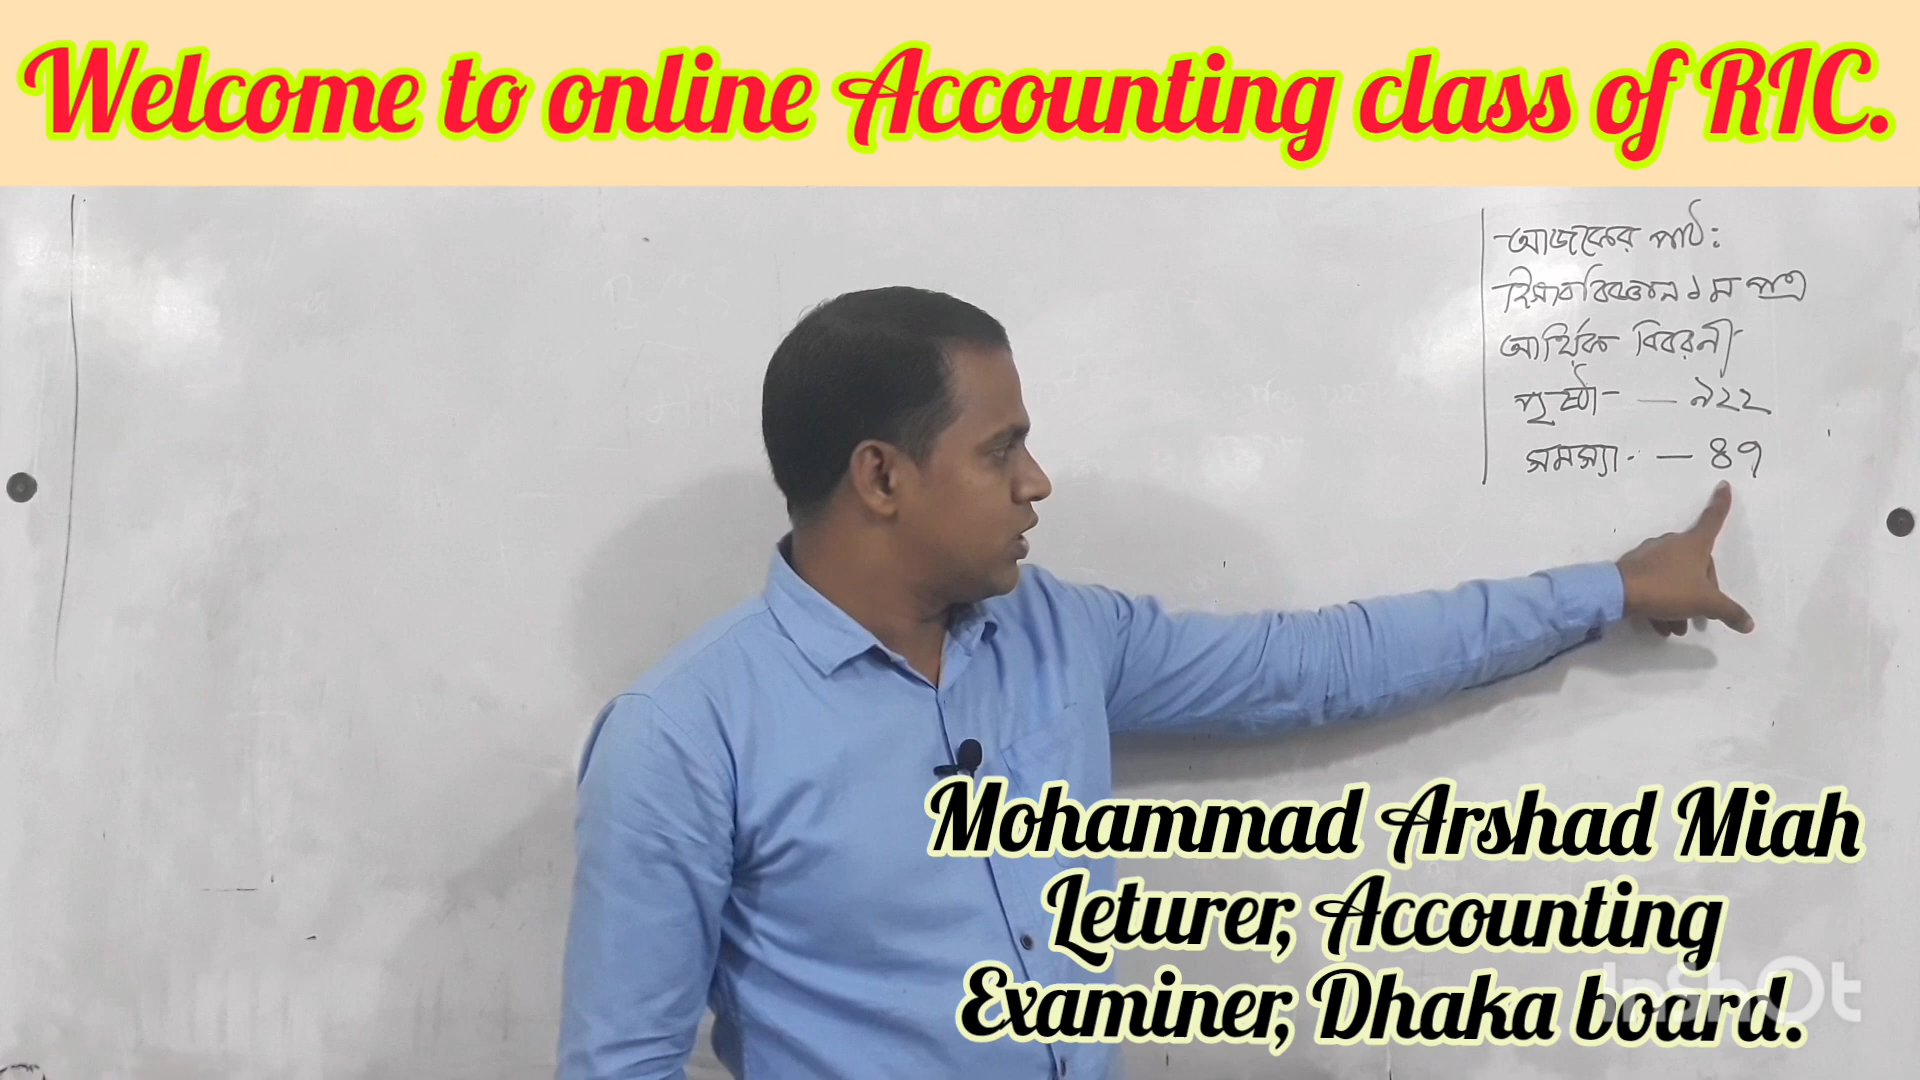 Welcome to online Accounting class of RIC.
আজকের পাঠ:
হিসাববিজ্ঞান ১ম পত্র
আর্থিক বিবরণী
পৃষ্ঠা — ৯২২
সমস্যা — ৪৭
Mohammad Arshad Miah
Leturer, Accounting
Examiner, Dhaka board.
InShOt